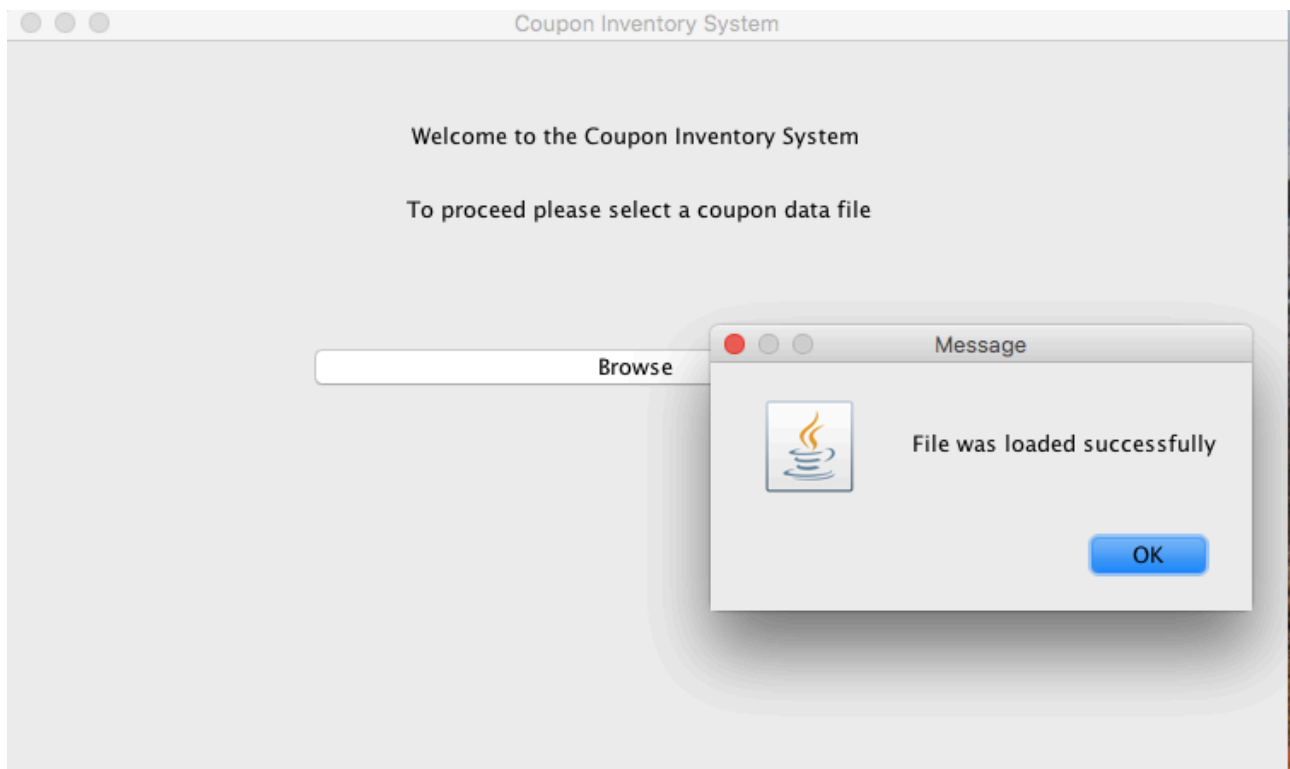 Coupon Inventory System
Welcome to the Coupon Inventory System
To proceed please select a coupon data file
Browse
Message
File was loaded successfully
OK